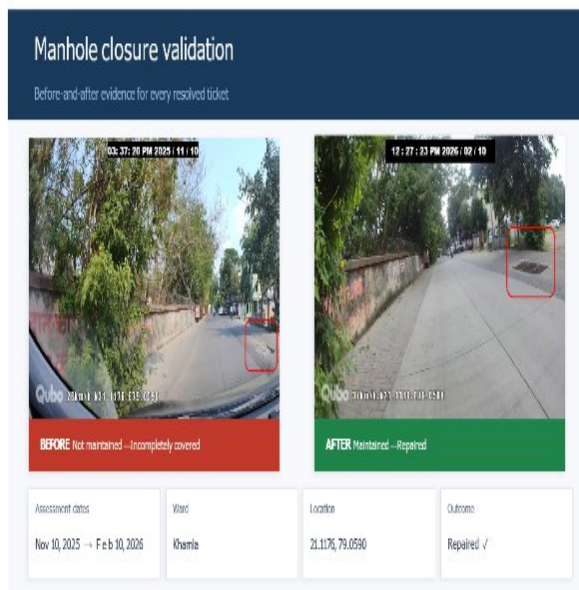 Manhole closure validation
Before-and-after evidence for every resolved ticket
03:37:20 PM 2025/11/10
12:27:23 PM 2026/02/10
Qubo
Qubo
BEFORE Not maintained—Incompletely covered
AFTER Maintained—Repaired
Assessment dates
Nov 10, 2025 → Feb 10, 2026
Ward
Khamla
Location
21.1176, 79.0590
Outcome
Repaired √